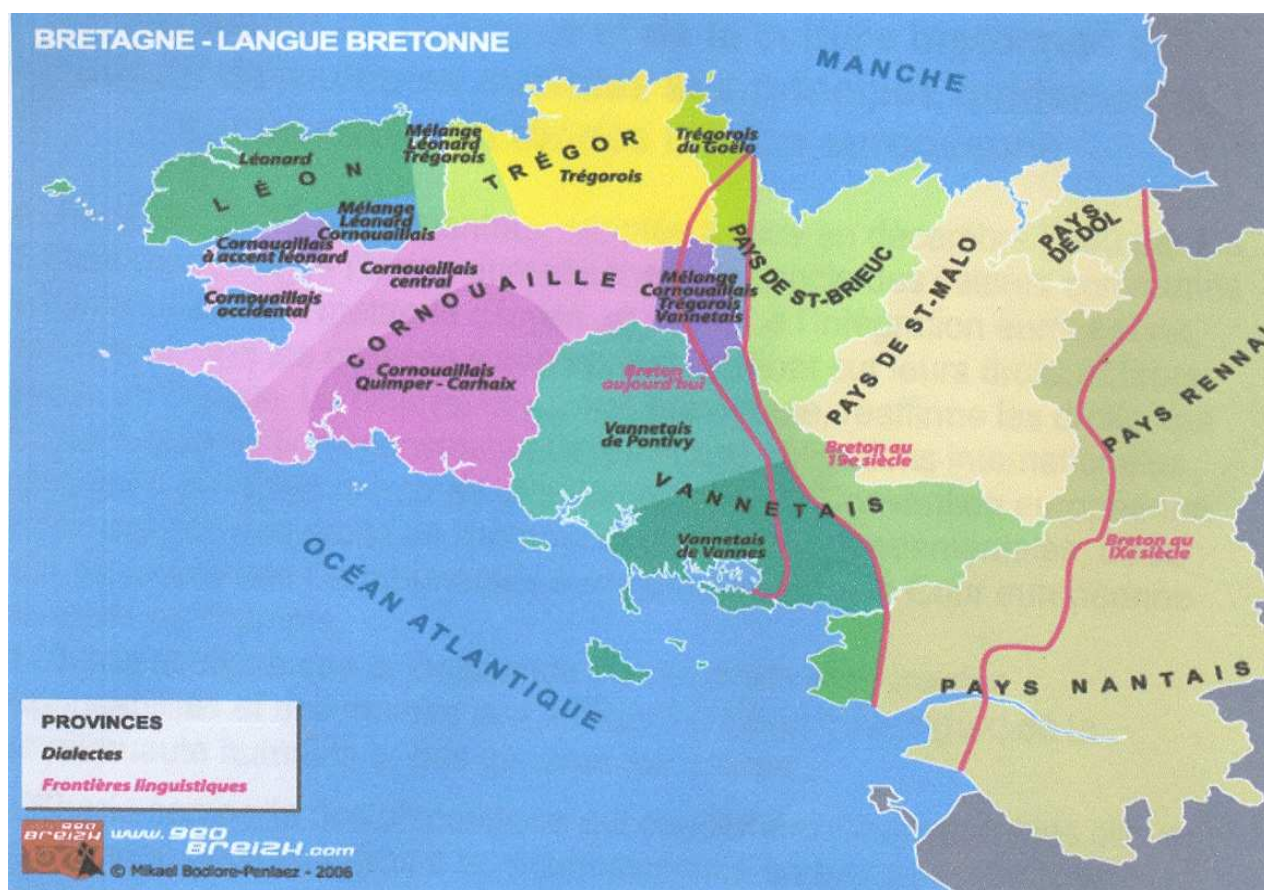 BRETAGNE - LANGUE BRETONNE
MANCHE
Léonard
LÉON
Mélange
Léonard
Trégorois
TRÉGOR
Trégorois
Trégorois
du Goëlo
Mélange
Léonard
Cornouaillais
Cornouaillais
à accent léonard
Cornouaillais
occidental
Cornouaillais
central
CORNOUAILLE
Cornouaillais
Quimper - Carhaix
Mélange
Cornouaillais
Trégorois
Vannetais
PAYS DE ST-BRIEUC
PAYS DE ST-MALO
PAYS
DE DOL
PAYS RENNAI
Breton
aujourd'hui
Vannetais
de Pontivy
Breton au
19e siècle
VANNETAIS
Vannetais
de Vannes
Breton au
IXe siècle
OCÉAN ATLANTIQUE
PAYS NANTAIS
PROVINCES
Dialectes
Frontières linguistiques
geo
BreizH
www.geo
BreizH.com
© Mikael Bodlore-Penlaez - 2006